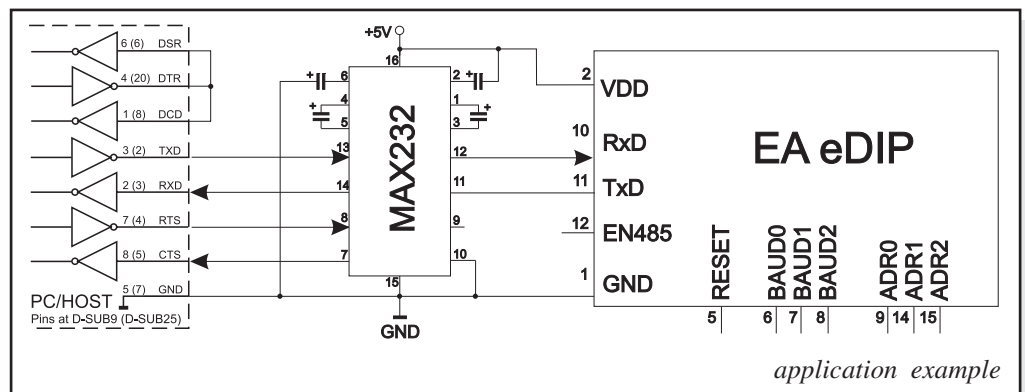 +5V
6 (6) DSR
4 (20) DTR
1 (8) DCD
3 (2) TXD
2 (3) RXD
7 (4) RTS
8 (5) CTS
5 (7) GND
PC/HOST
Pins at D-SUB9 (D-SUB25)
16
+ 6
2 +
4
1
+
+
5
3
13
12
14
11
8
9
7
10
15
MAX232
GND
2 VDD
10 RxD
11 TxD
12 EN485
1 GND
EA eDIP
RESET
BAUD0
BAUD1
BAUD2
ADR0
ADR1
ADR2
5 6 7 8 9 14 15
application example